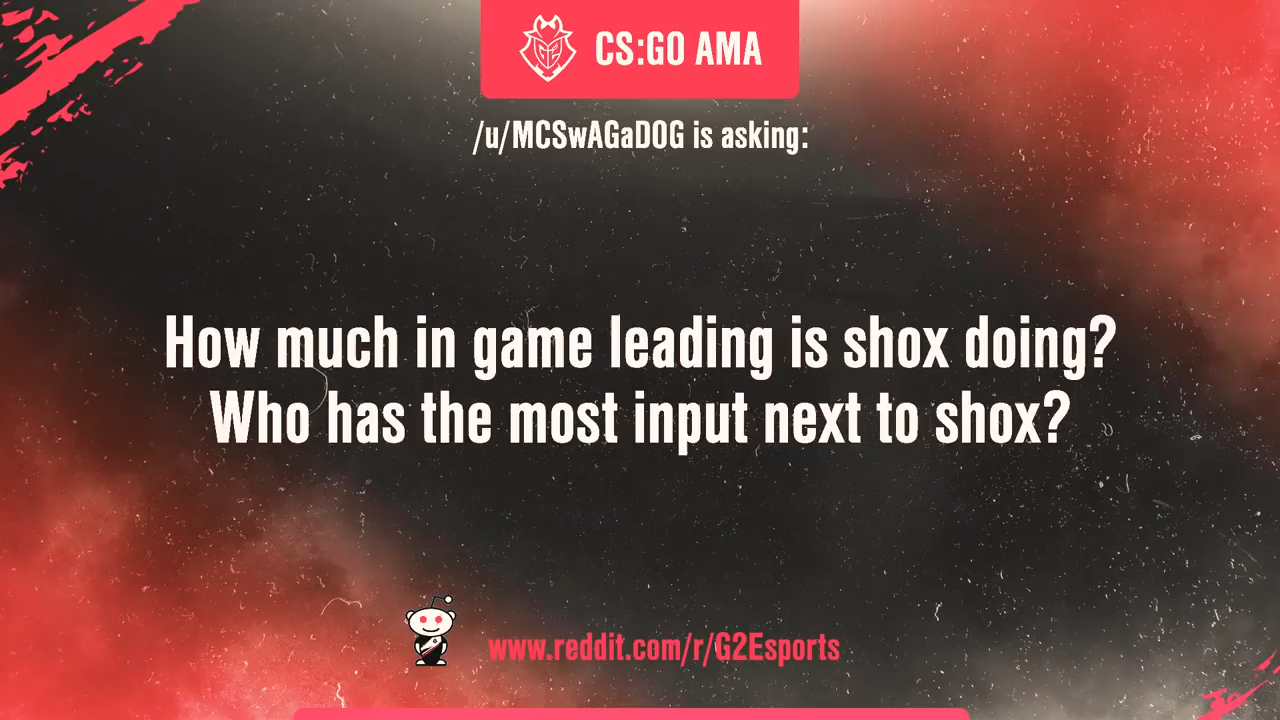 CS:GO AMA
/u/MCSwAGaDOG is asking:
How much in game leading is shox doing?
Who has the most input next to shox?
www.reddit.com/r/G2Esports